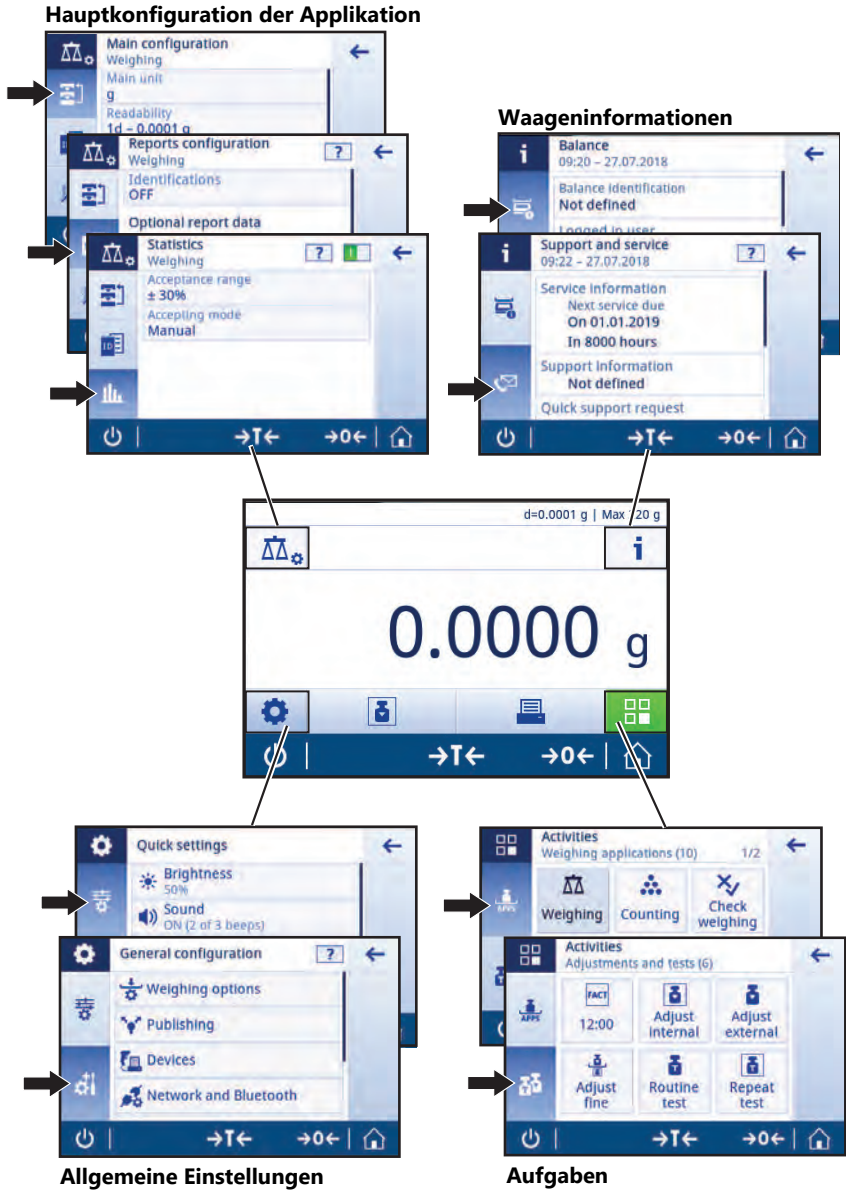 Hauptkonfiguration der Applikation
Main configuration
Weighing
Main unit
g
Readability
1d – 0.0001 g
Reports configuration
Weighing
?
Identifications
OFF
Optional report data
Statistics
Weighing
?
Acceptance range
± 30%
Accepting mode
Manual
→T←
→0←
Waageninformationen
i
Balance
09:20 – 27.07.2018
Balance identification
Not defined
Logged in user
i
Support and service
09:22 – 27.07.2018
?
Service information
Next service due
On 01.01.2019
In 8000 hours
Support information
Not defined
Quick support request
→T←
→0←
d=0.0001 g | Max 120 g
i
0.0000 g
→T←
→0←
Quick settings
Brightness
50%
Sound
ON (2 of 3 beeps)
General configuration
?
Weighing options
Publishing
Devices
Network and Bluetooth
→T←
→0←
Allgemeine Einstellungen
Activities
Weighing applications (10)
1/2
APPS
Weighing
Counting
Check
weighing
Activities
Adjustments and tests (6)
APPS
FACT
12:00
Adjust
internal
Adjust
external
Adjust
fine
Routine
test
Repeat
test
→T←
→0←
Aufgaben